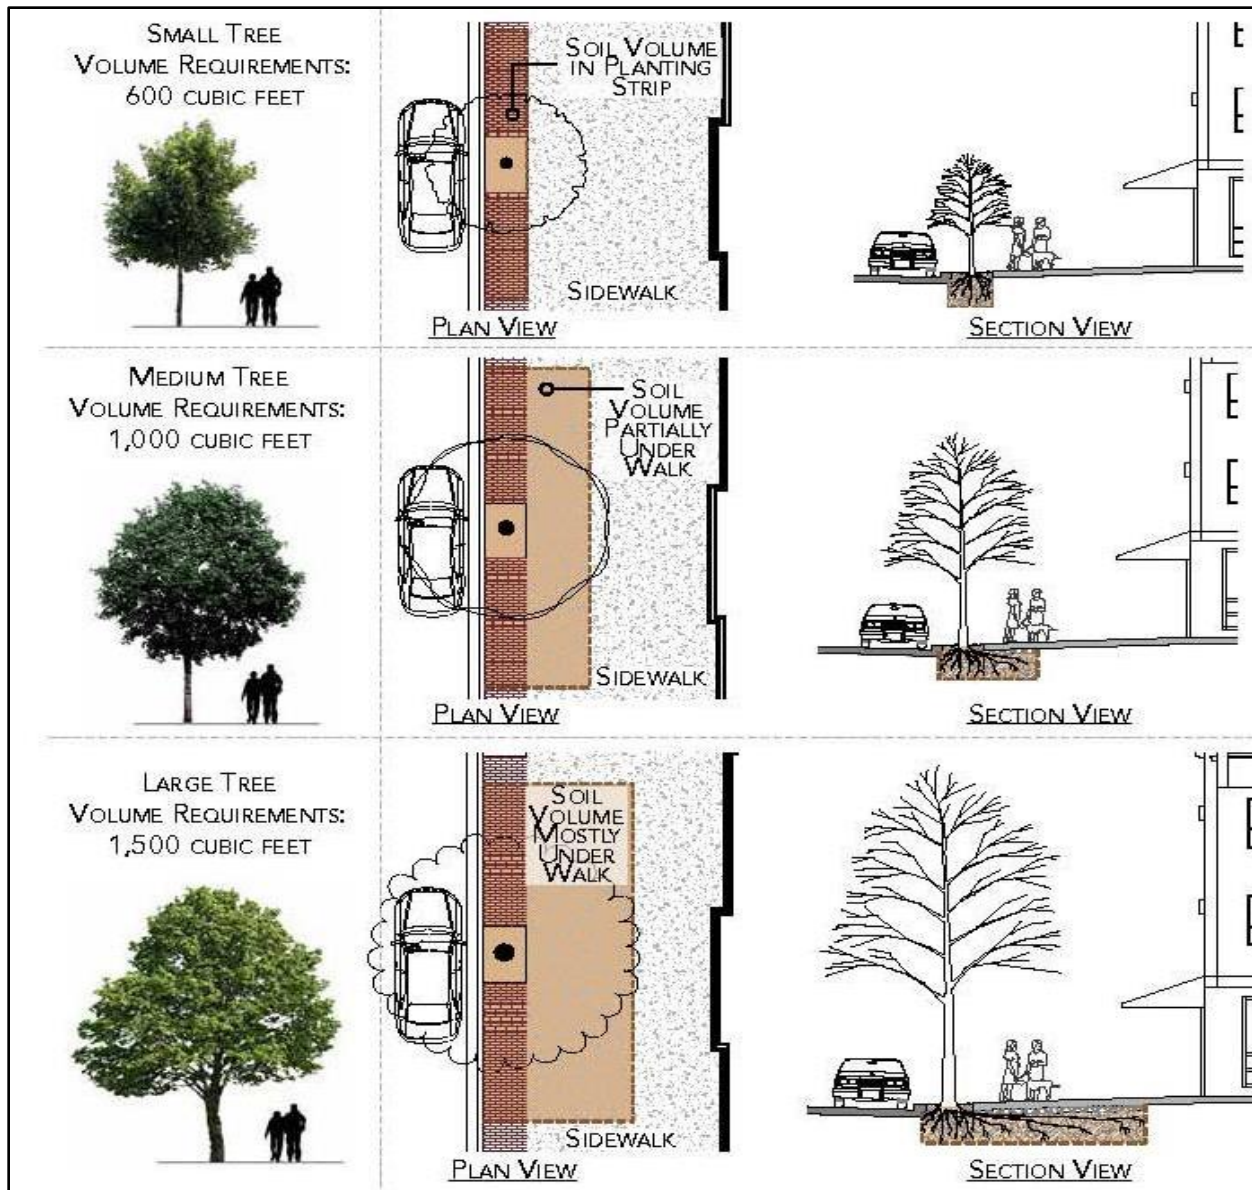 SMALL TREE
VOLUME REQUIREMENTS:
600 CUBIC FEET
SOIL VOLUME
IN PLANTING
STRIP
SIDEWALK
PLAN VIEW
SECTION VIEW
MEDIUM TREE
VOLUME REQUIREMENTS:
1,000 CUBIC FEET
SOIL
VOLUME
PARTIALLY
UNDER
WALK
SIDEWALK
PLAN VIEW
SECTION VIEW
LARGE TREE
VOLUME REQUIREMENTS:
1,500 CUBIC FEET
SOIL
VOLUME
MOSTLY
UNDER
WALK
SIDEWALK
PLAN VIEW
SECTION VIEW